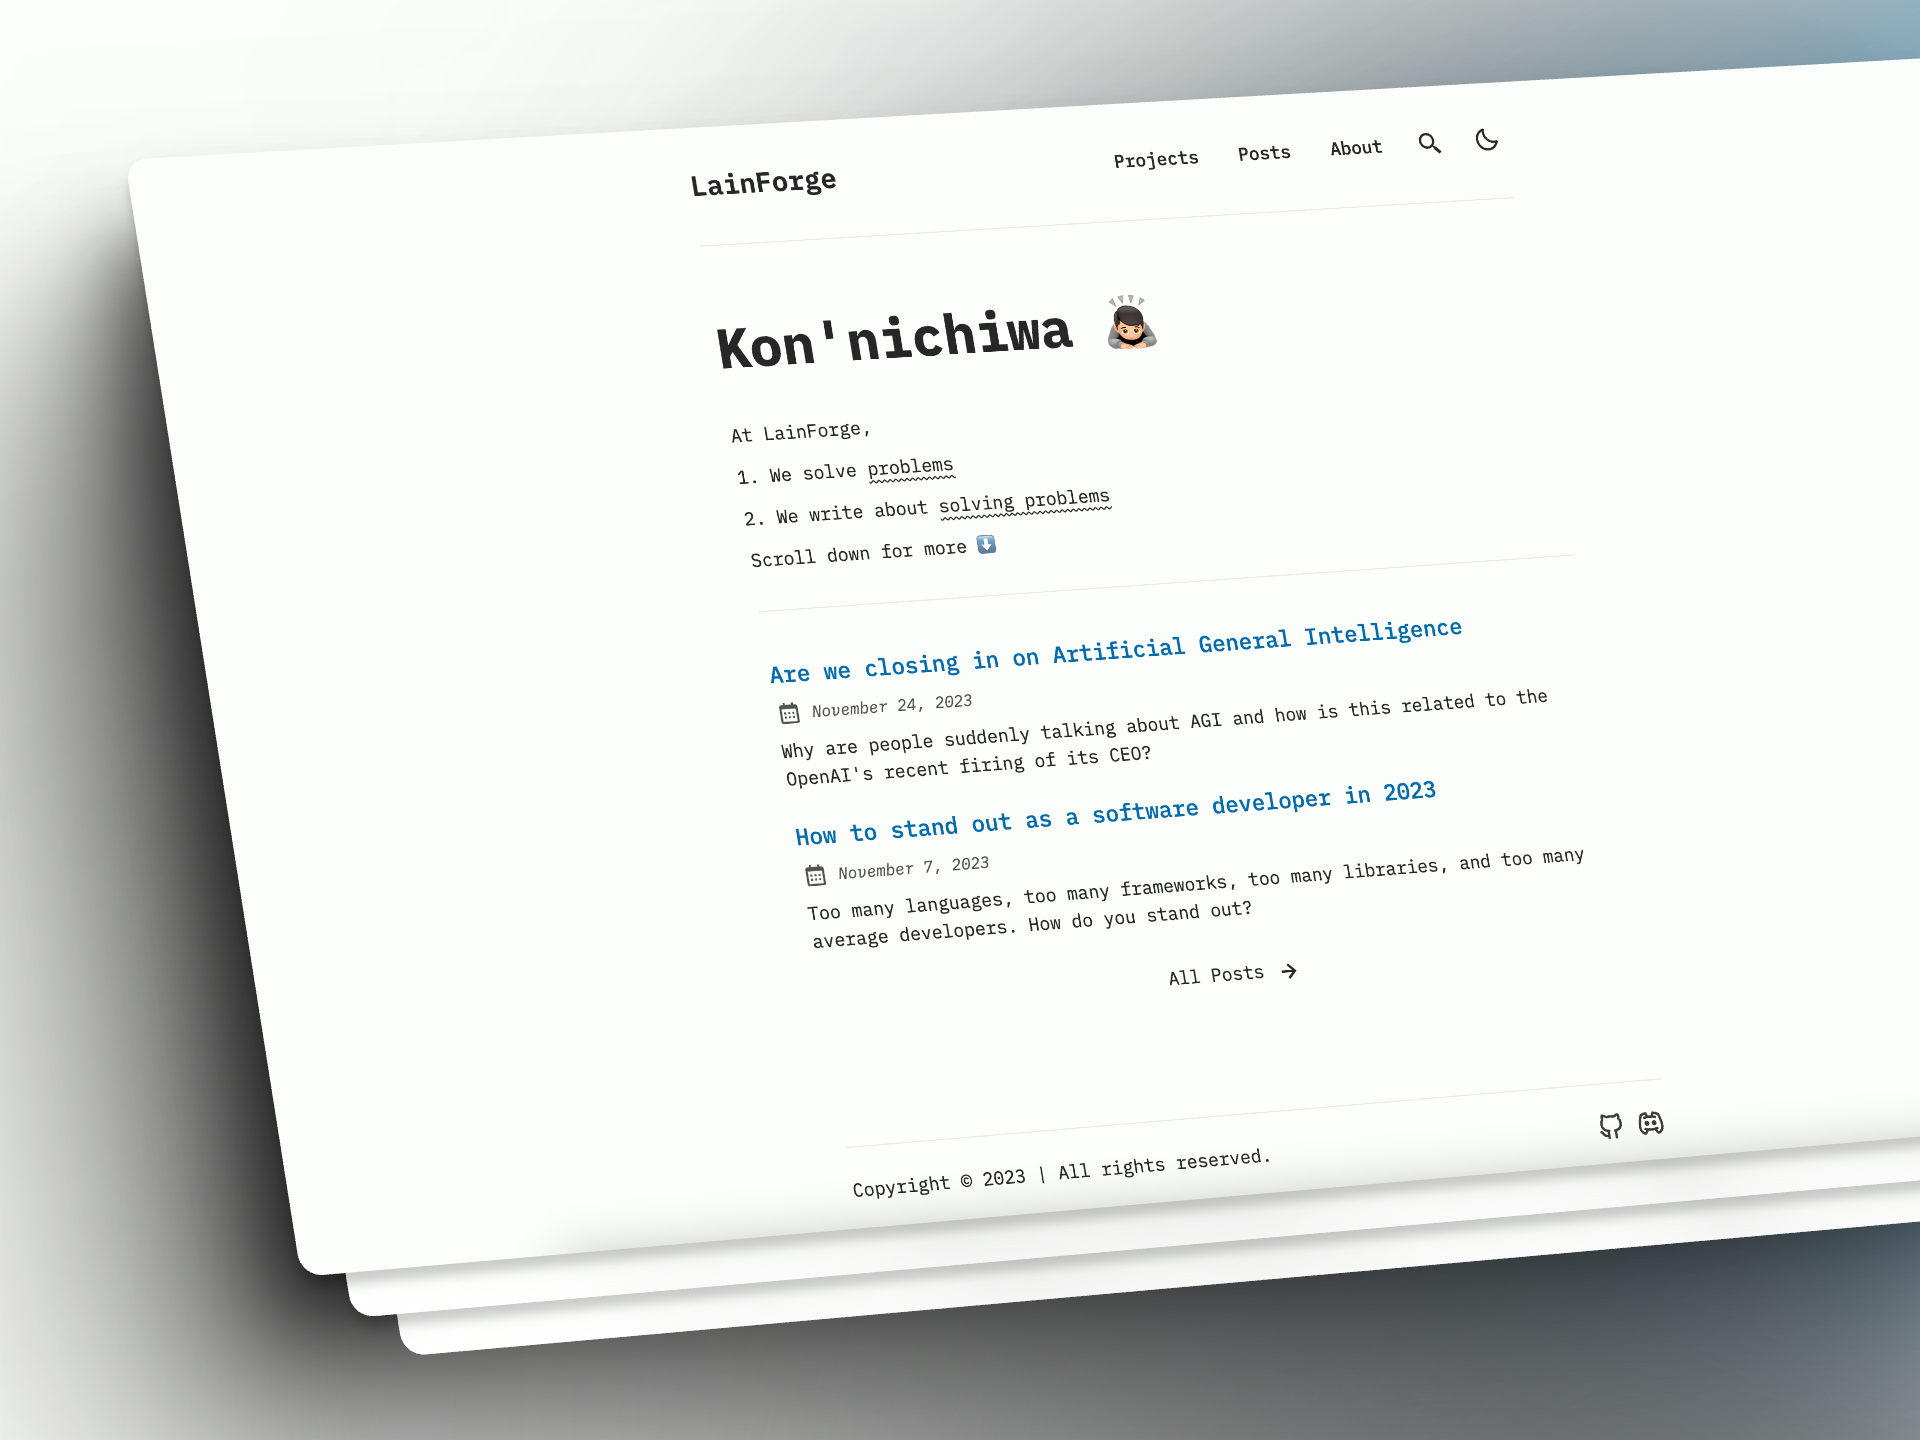 LainForge
Projects Posts About
Kon'nichiwa
At LainForge,
1. We solve problems
2. We write about solving problems
Scroll down for more
Are we closing in on Artificial General Intelligence
November 24, 2023
Why are people suddenly talking about AGI and how is this related to the
OpenAI's recent firing of its CEO?
How to stand out as a software developer in 2023
November 7, 2023
Too many languages, too many frameworks, too many libraries, and too many
average developers. How do you stand out?
All Posts →
Copyright © 2023 | All rights reserved.